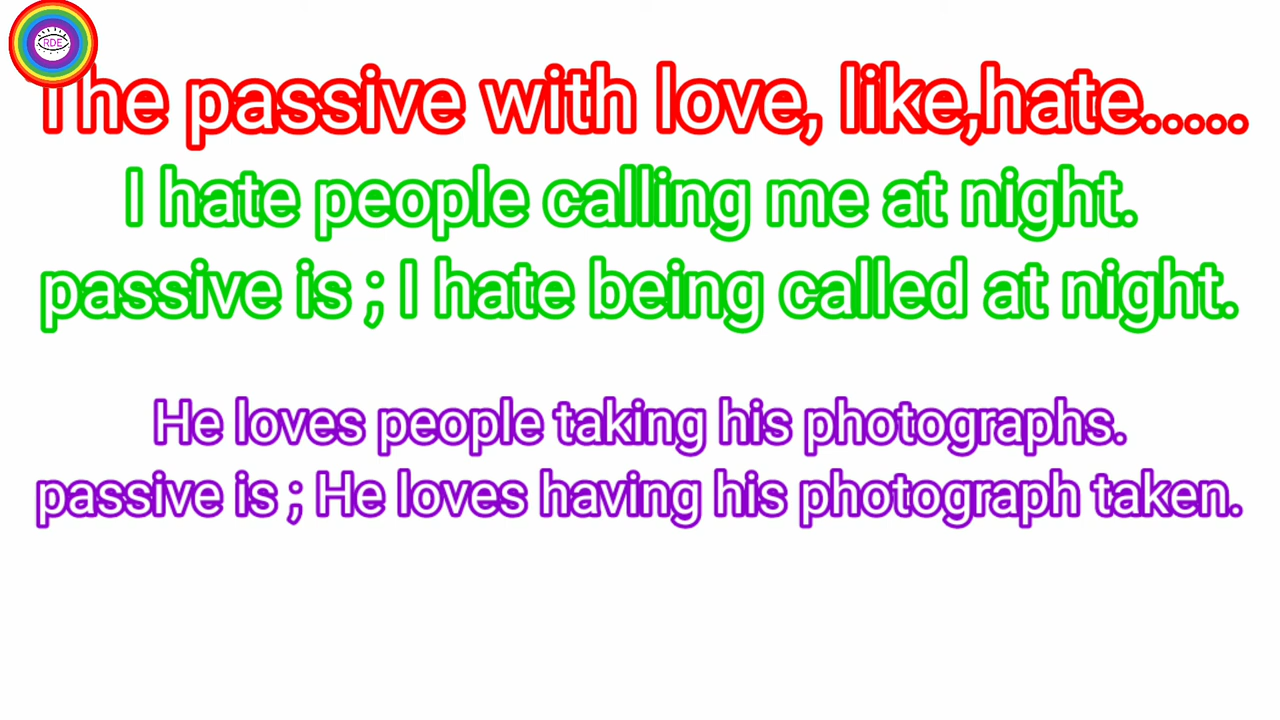 RDE
The passive with love, like,hate.....
I hate people calling me at night.
passive is ; I hate being called at night.
He loves people taking his photographs.
passive is ; He loves having his photograph taken.